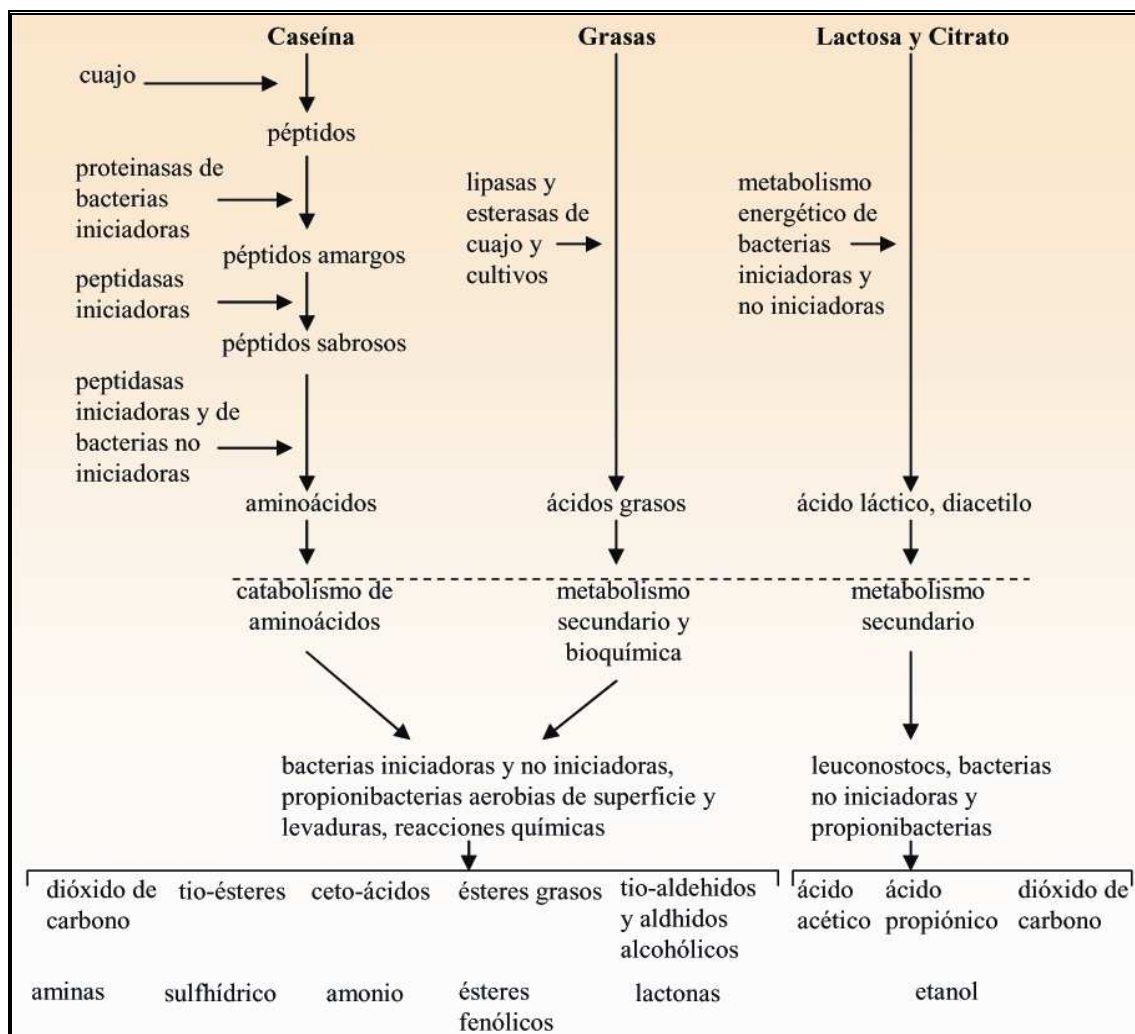 Caseína
Grasas
Lactosa y Citrato
cuajo
péptidos
proteinasas de
bacterias
iniciadoras
péptidos amargos
peptidasas
iniciadoras
péptidos sabrosos
peptidasas
iniciadoras y de
bacterias no
iniciadoras
lipasas y
esterasas de
cuajo y
cultivos
metabolismo
energético de
bacterias
iniciadoras y
no iniciadoras
aminoácidos
ácidos grasos
ácido láctico, diacetilo
catabolismo de
aminoácidos
metabolismo
secundario y
bioquímica
metabolismo
secundario
bacterias iniciadoras y no iniciadoras,
propionibacterias aerobias de superficie y
levaduras, reacciones químicas
leuconostocs, bacterias
no iniciadoras y
propionibacterias
dióxido de
carbono
tio-ésteres
ceto-ácidos
ésteres grasos
tio-aldehidos
y aldhidos
alcohólicos
ácido
acético
ácido
propiónico
dióxido de
carbono
aminas
sulfhídrico
amonio
ésteres
fenólicos
lactonas
etanol